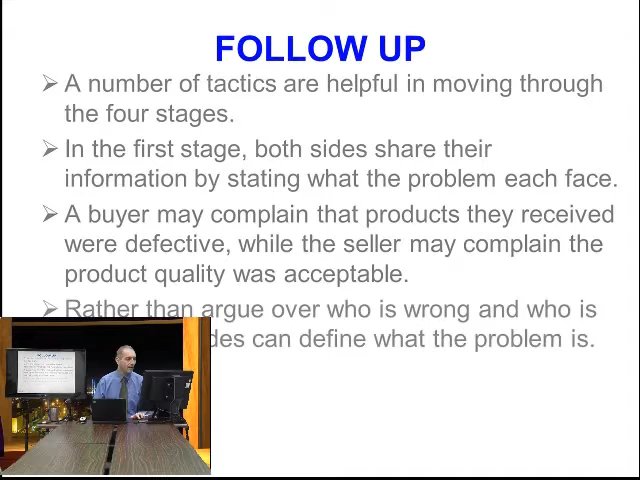 FOLLOW UP
A number of tactics are helpful in moving through
the four stages.
In the first stage, both sides share their
information by stating what the problem each face.
A buyer may complain that products they received
were defective, while the seller may complain the
product quality was acceptable.
Rather than argue over who is wrong and who is
can define what the problem is.
FOLLOW UP